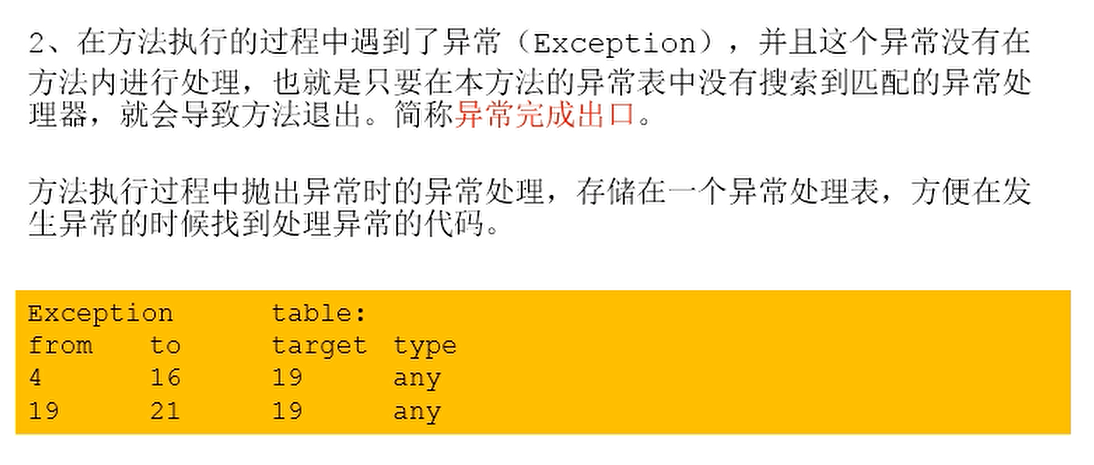 2、在方法执行的过程中遇到了异常（Exception），并且这个异常没有在
方法内进行处理，也就是只要在本方法的异常表中没有搜索到匹配的异常处
理器，就会导致方法退出。简称异常完成出口。
方法执行过程中抛出异常时的异常处理，存储在一个异常处理表，方便在发
生异常的时候找到处理异常的代码。
Exception table:
from to target type
4 16 19 any
19 21 19 any